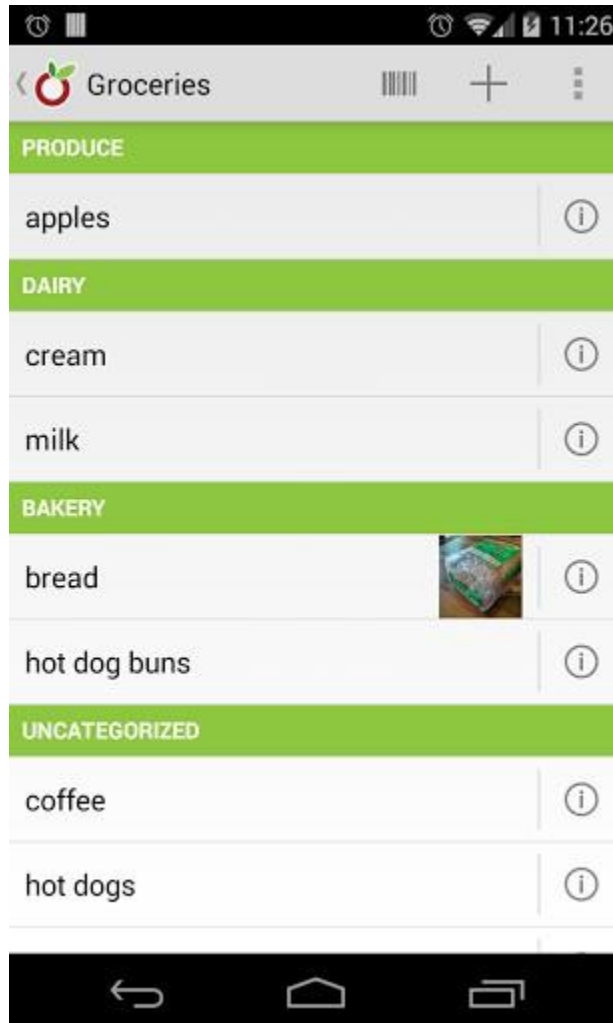 11:26
Groceries
PRODUCE
apples
DAIRY
cream
milk
BAKERY
bread
hot dog buns
UNCATEGORIZED
coffee
hot dogs